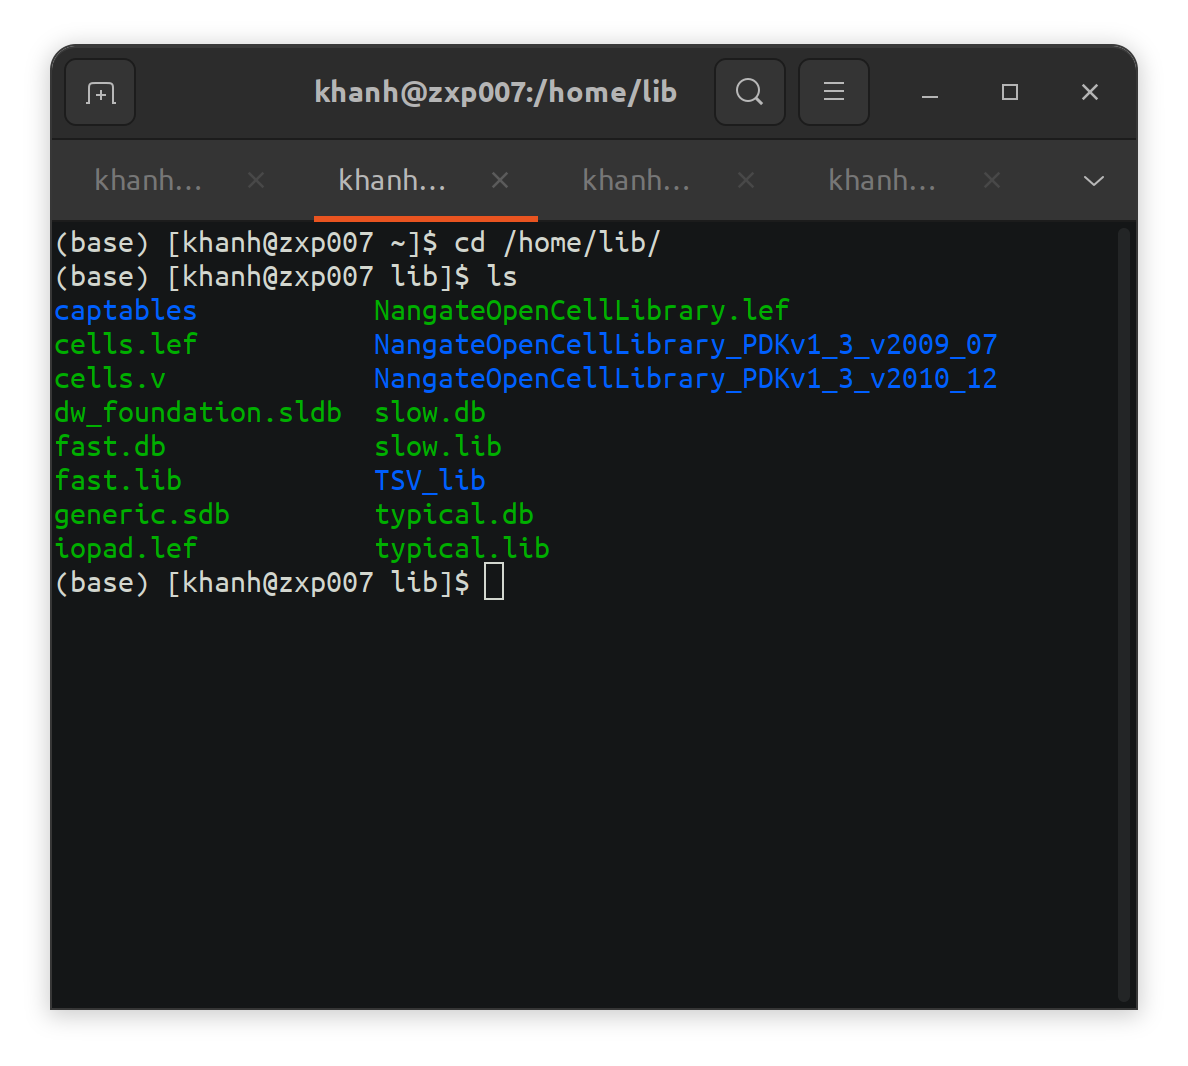 khanh@zxp007:/home/lib
khanh... khanh... khanh... khanh...
(base) [khanh@zxp007 ~]$ cd /home/lib/
(base) [khanh@zxp007 lib]$ ls
captables NangateOpenCellLibrary.lef
cells.lef NangateOpenCellLibrary_PDKv1_3_v2009_07
cells.v NangateOpenCellLibrary_PDKv1_3_v2010_12
dw_foundation.sldb slow.db
fast.db slow.lib
fast.lib TSV_lib
generic.sdb typical.db
iopad.lef typical.lib
(base) [khanh@zxp007 lib]$